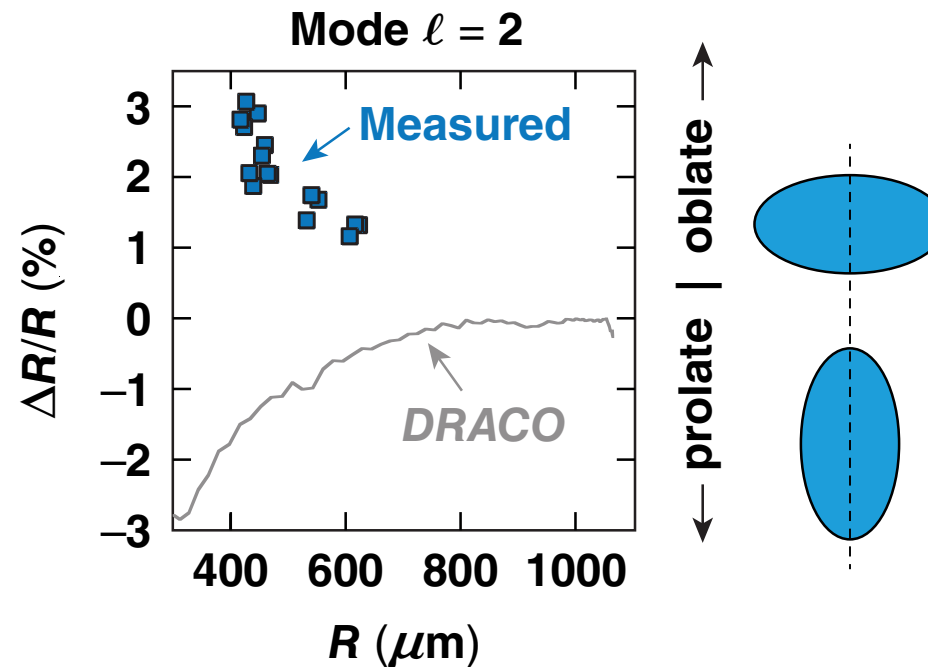 Mode ℓ = 2
ΔR/R (%)
3
2
1
0
–1
–2
–3
Measured
DRACO
400 600 800 1000
R (μm)
prolate | oblate